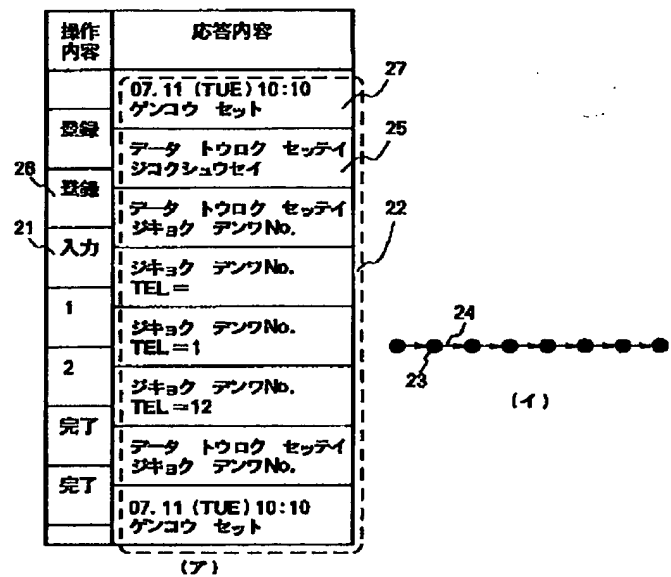 操作
内容
応答内容
07.11 (TUE) 10:10
ゲンコウ セット
27
登録
データ トウロク セッテイ
ジコクシュウセイ
25
26
登録
データ トウロク セッテイ
ジキョク デンワNo.
22
21
入力
ジキョク デンワNo.
TEL=
1
ジキョク デンワNo.
TEL=1
24
23
(イ)
2
ジキョク デンワNo.
TEL=12
完了
データ トウロク セッテイ
ジキョク デンワNo.
完了
07.11 (TUE) 10:10
ゲンコウ セット
(ア)